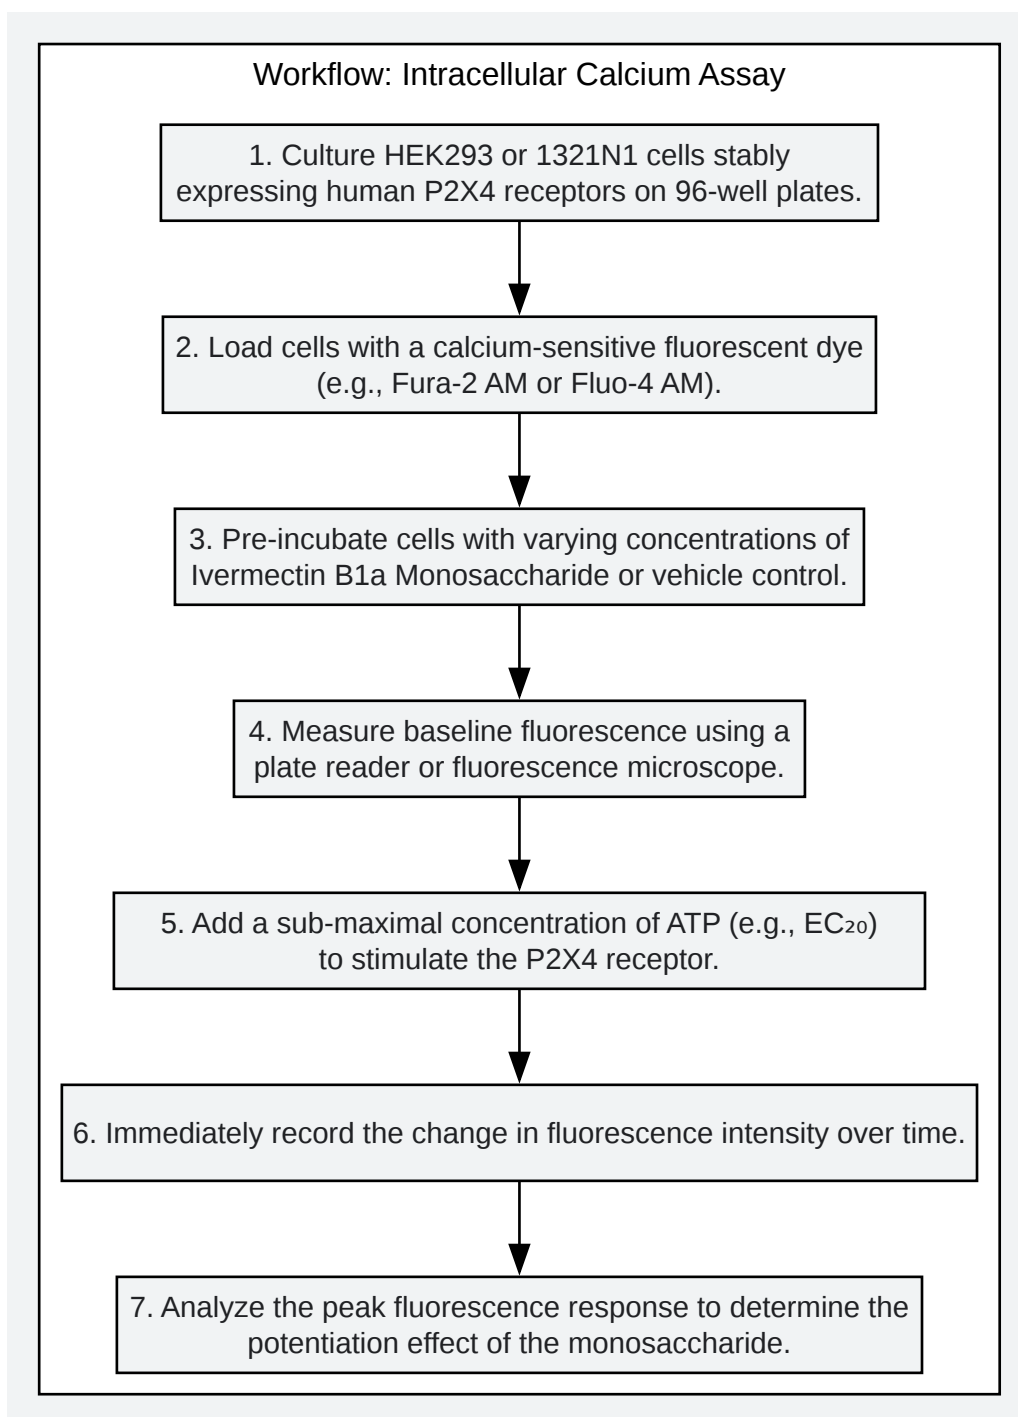 Workflow: Intracellular Calcium Assay
1. Culture HEK293 or 1321N1 cells stably
expressing human P2X4 receptors on 96-well plates.
2. Load cells with a calcium-sensitive fluorescent dye
(e.g., Fura-2 AM or Fluo-4 AM).
3. Pre-incubate cells with varying concentrations of
Ivermectin B1a Monosaccharide or vehicle control.
4. Measure baseline fluorescence using a
plate reader or fluorescence microscope.
5. Add a sub-maximal concentration of ATP (e.g., EC₂₀)
to stimulate the P2X4 receptor.
6. Immediately record the change in fluorescence intensity over time.
7. Analyze the peak fluorescence response to determine the
potentiation effect of the monosaccharide.